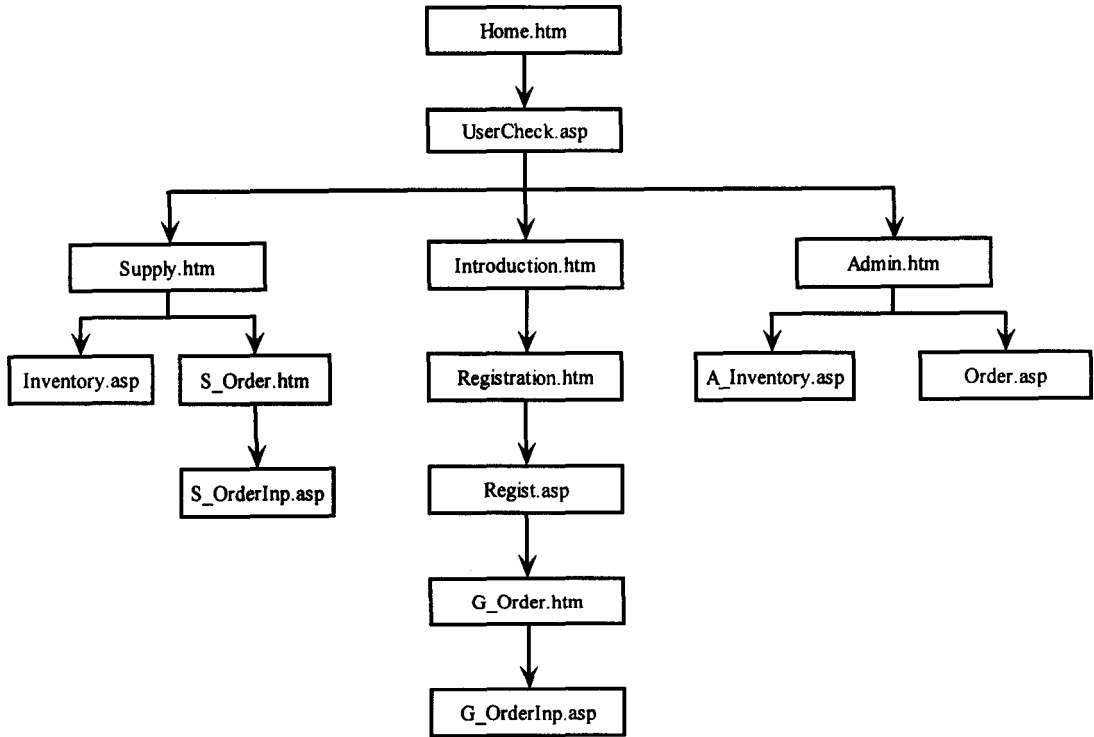 Home.htm
UserCheck.asp
Supply.htm
Introduction.htm
Admin.htm
Inventory.asp
S_Order.htm
Registration.htm
A_Inventory.asp
Order.asp
S_OrderInp.asp
Regist.asp
G_Order.htm
G_OrderInp.asp